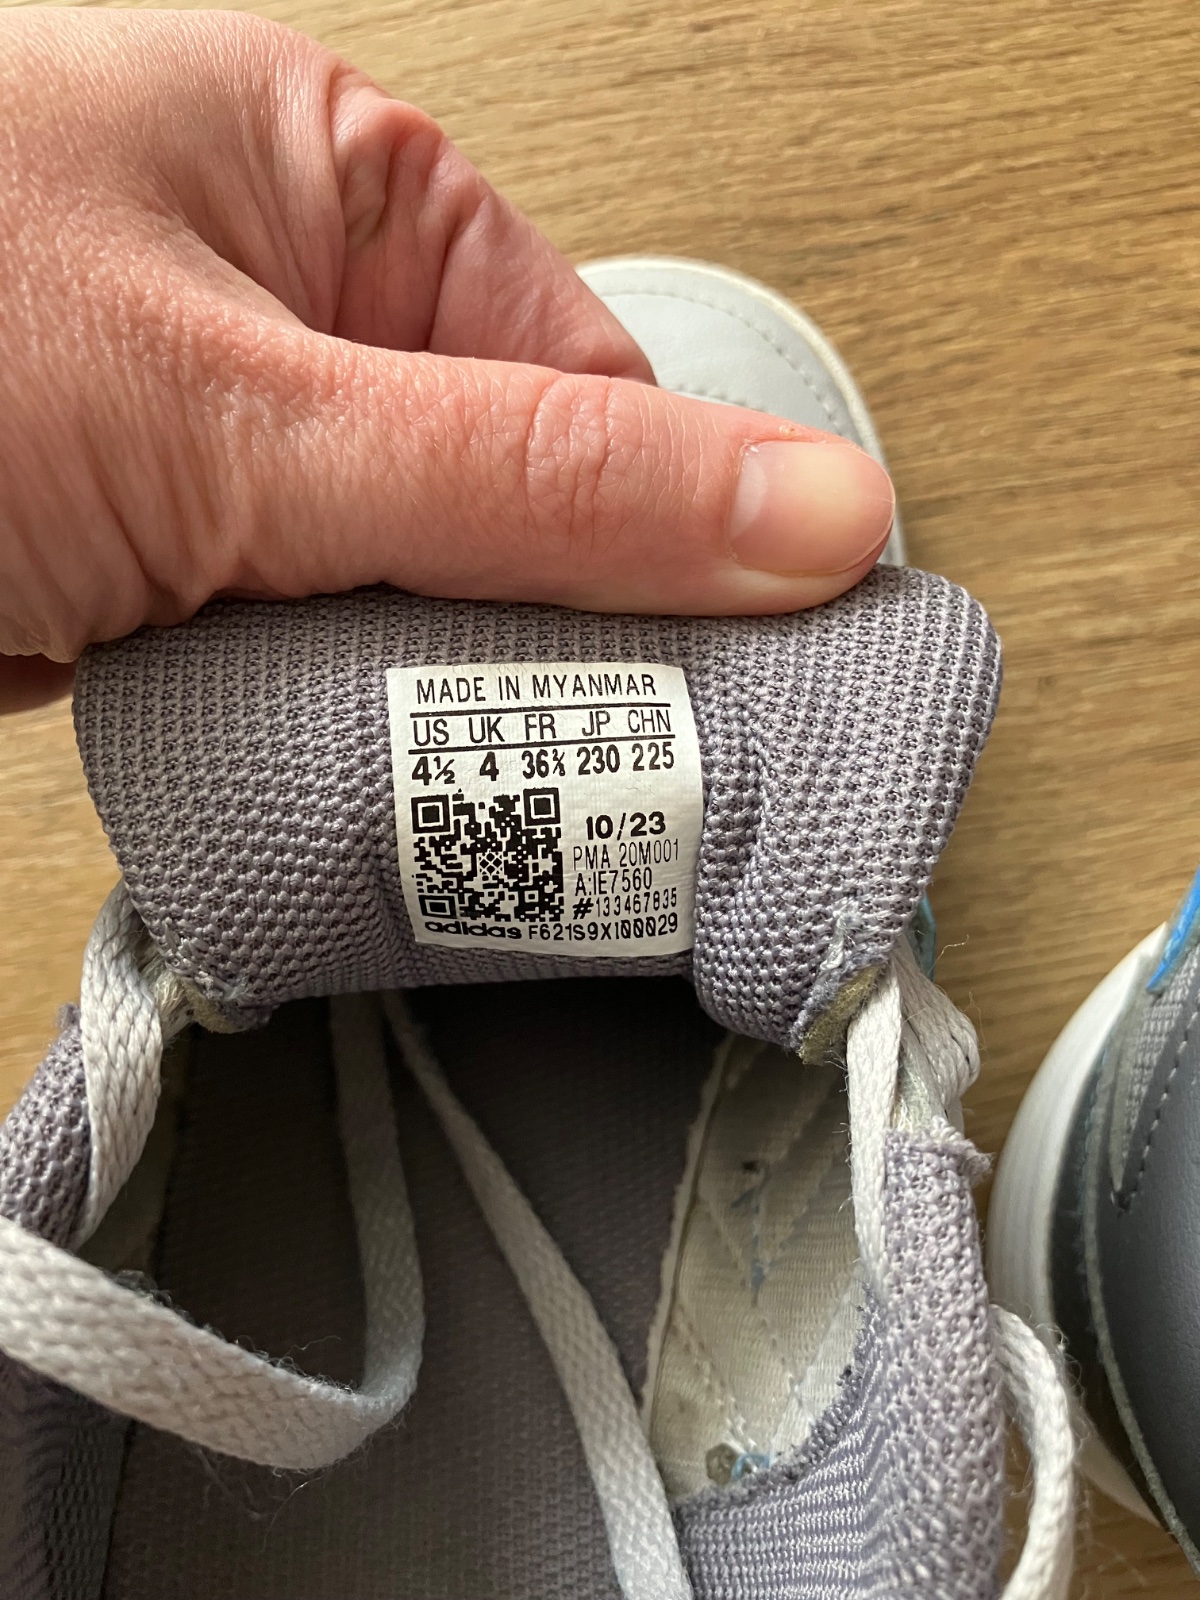 MADE IN MYANMAR
US UK FR JP CHN
4½ 4 36⅔ 230 225
10/23
PMA 20M001
A:IE7560
#133467835
adidas F621S9XI00029